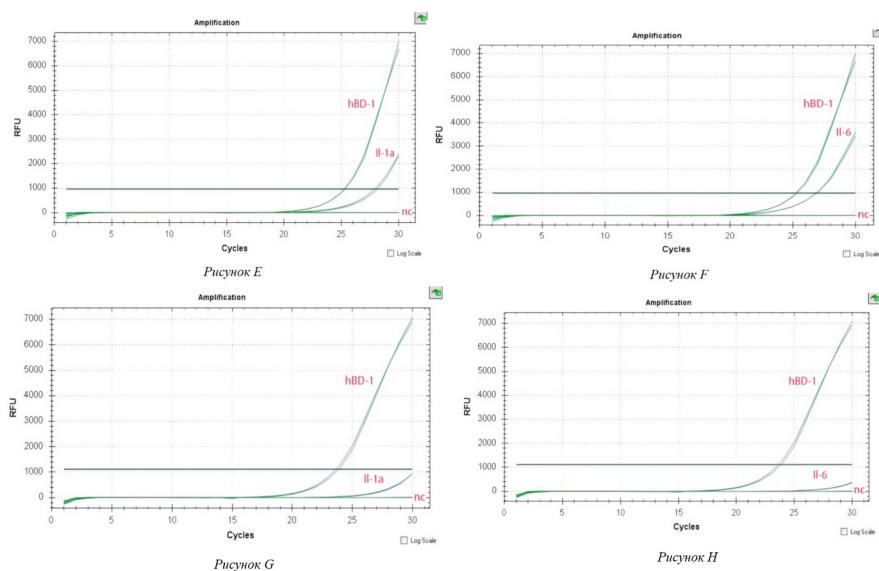 Amplification
7000
6000
5000
4000
3000
2000
1000
0
RFU
hBD-1
Il-1a
nc
0 5 10 15 20 25 30
Cycles
Log Scale
Рисунок E
Amplification
7000
6000
5000
4000
3000
2000
1000
0
RFU
hBD-1
Il-6
nc
0 5 10 15 20 25 30
Cycles
Log Scale
Рисунок F
Amplification
7000
6000
5000
4000
3000
2000
1000
0
RFU
hBD-1
Il-1a
nc
0 5 10 15 20 25 30
Cycles
Log Scale
Рисунок G
Amplification
7000
6000
5000
4000
3000
2000
1000
0
RFU
hBD-1
Il-6
nc
0 5 10 15 20 25 30
Cycles
Log Scale
Рисунок H